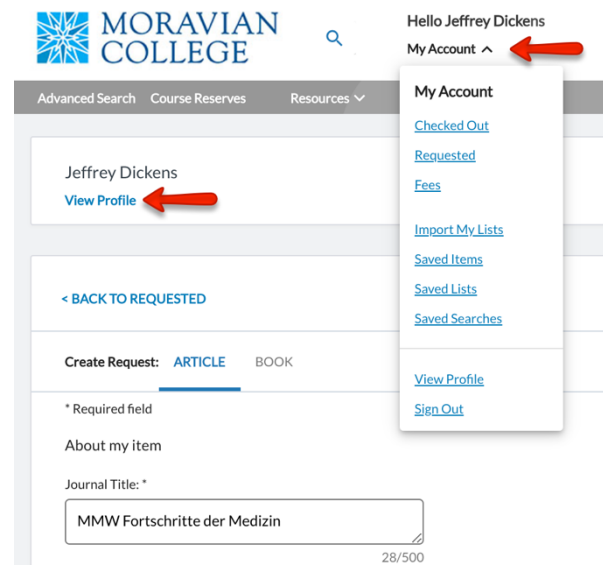 MORAVIAN
COLLEGE
Hello Jeffrey Dickens
My Account
Advanced Search Course Reserves Resources
My Account
Checked Out
Requested
Fees
Import My Lists
Saved Items
Saved Lists
Saved Searches
View Profile
Sign Out
Jeffrey Dickens
View Profile
< BACK TO REQUESTED
Create Request: ARTICLE BOOK
* Required field
About my item
Journal Title: *
MMW Fortschritte der Medizin
28/500